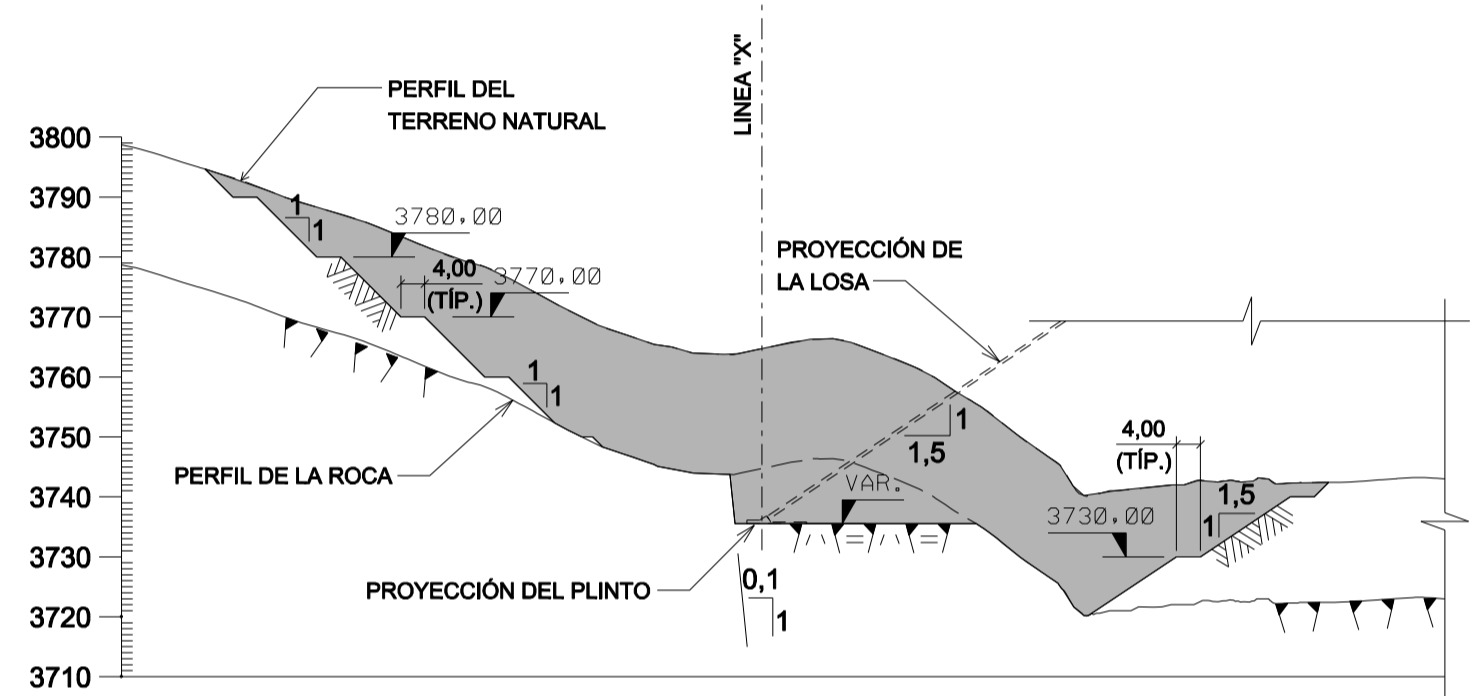 LINEA "X"
PERFIL DEL
TERRENO NATURAL
3800
3790
3780
3770
3760
3750
3740
3730
3720
3710
1
1
3780,00
4,00
(TÍP.)
3770,00
PROYECCIÓN DE
LA LOSA
1
1
1
1,5
PERFIL DE LA ROCA
VAR.
4,00
(TÍP.)
3730,00
1,5
1
PROYECCIÓN DEL PLINTO
0,1
1